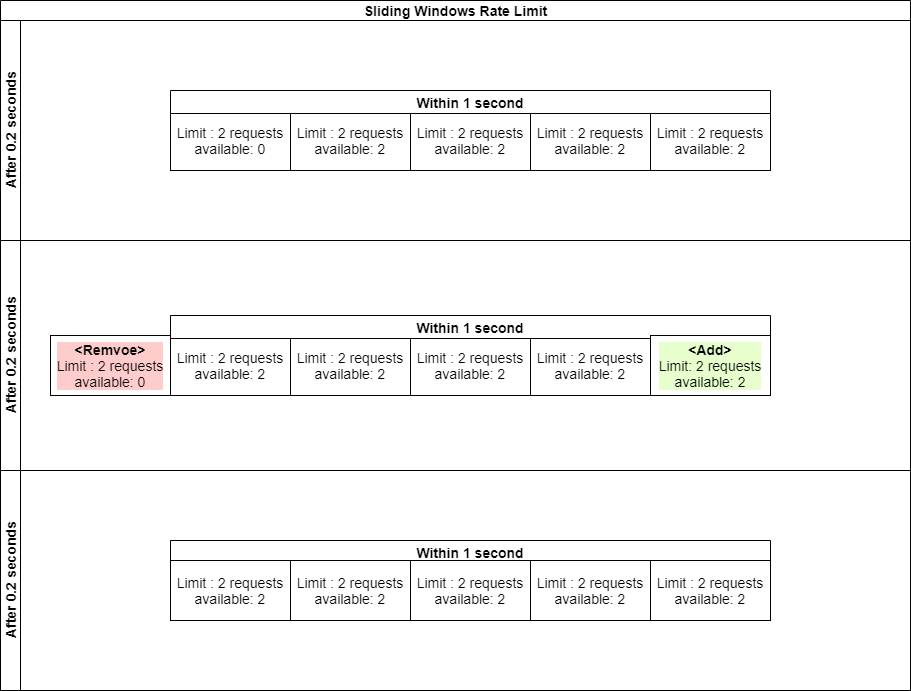 Sliding Windows Rate Limit
After 0.2 seconds
Within 1 second
Limit : 2 requests
available: 0
Limit : 2 requests
available: 2
Limit : 2 requests
available: 2
Limit : 2 requests
available: 2
Limit : 2 requests
available: 2
After 0.2 seconds
Within 1 second
<Remvoe>
Limit : 2 requests
available: 0
Limit : 2 requests
available: 2
Limit : 2 requests
available: 2
Limit : 2 requests
available: 2
Limit : 2 requests
available: 2
<Add>
Limit: 2 requests
available: 2
After 0.2 seconds
Within 1 second
Limit : 2 requests
available: 2
Limit : 2 requests
available: 2
Limit : 2 requests
available: 2
Limit : 2 requests
available: 2
Limit : 2 requests
available: 2